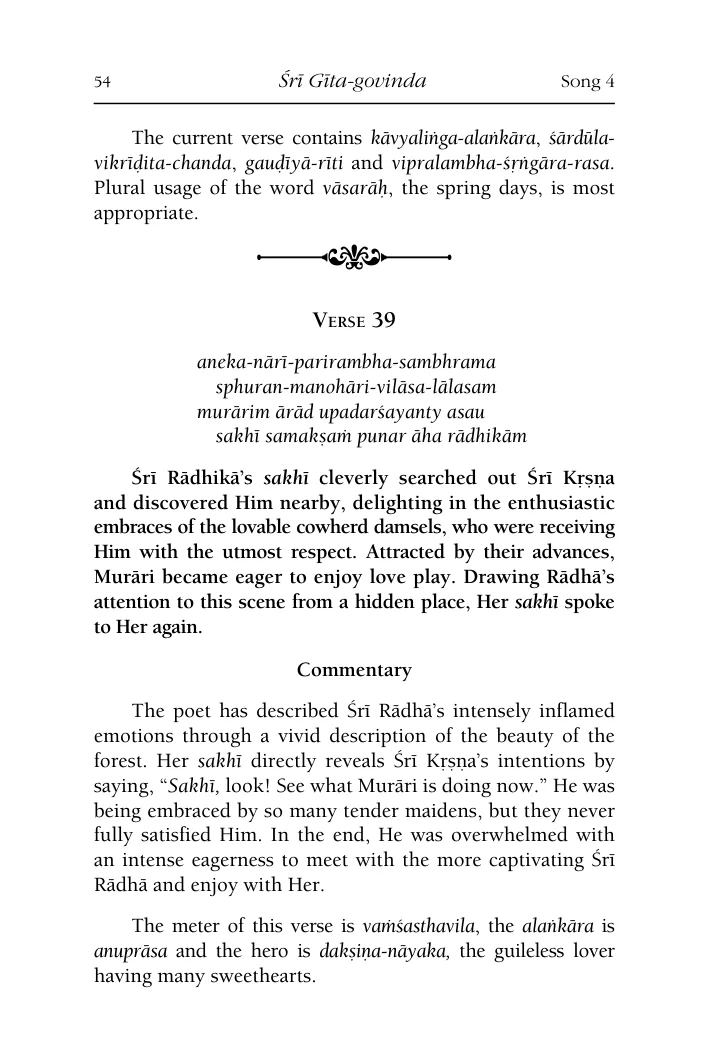 54
Śrī Gīta-govinda
Song 4
The current verse contains kāvyaliṅga-alaṅkāra, śārdūla-
vikrīḍita-chanda, gauḍīyā-rīti and vipralambha-śṛṅgāra-rasa.
Plural usage of the word vāsarāḥ, the spring days, is most
appropriate.
Verse 39
aneka-nārī-parirambha-sambhrama
sphuran-manohāri-vilāsa-lālasam
murārim ārād upadarśayanty asau
sakhī samakṣaṁ punar āha rādhikām
Śrī Rādhikā’s sakhī cleverly searched out Śrī Kṛṣṇa
and discovered Him nearby, delighting in the enthusiastic
embraces of the lovable cowherd damsels, who were receiving
Him with the utmost respect. Attracted by their advances,
Murāri became eager to enjoy love play. Drawing Rādhā’s
attention to this scene from a hidden place, Her sakhī spoke
to Her again.
Commentary
The poet has described Śrī Rādhā’s intensely inflamed
emotions through a vivid description of the beauty of the
forest. Her sakhī directly reveals Śrī Kṛṣṇa’s intentions by
saying, “Sakhī, look! See what Murāri is doing now.” He was
being embraced by so many tender maidens, but they never
fully satisfied Him. In the end, He was overwhelmed with
an intense eagerness to meet with the more captivating Śrī
Rādhā and enjoy with Her.
The meter of this verse is vaṁśasthavila, the alaṅkāra is
anuprāsa and the hero is dakṣiṇa-nāyaka, the guileless lover
having many sweethearts.